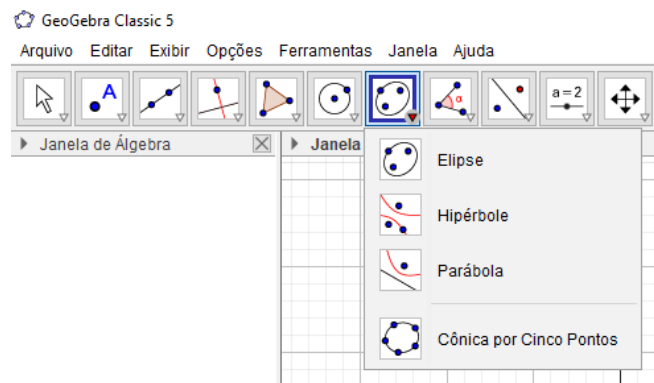 GeoGebra Classic 5
Arquivo Editar Exibir Opções Ferramentas Janela Ajuda
A
α
a=2
Janela de Álgebra
Janela
Elipse
Hipérbole
Parábola
Cônica por Cinco Pontos